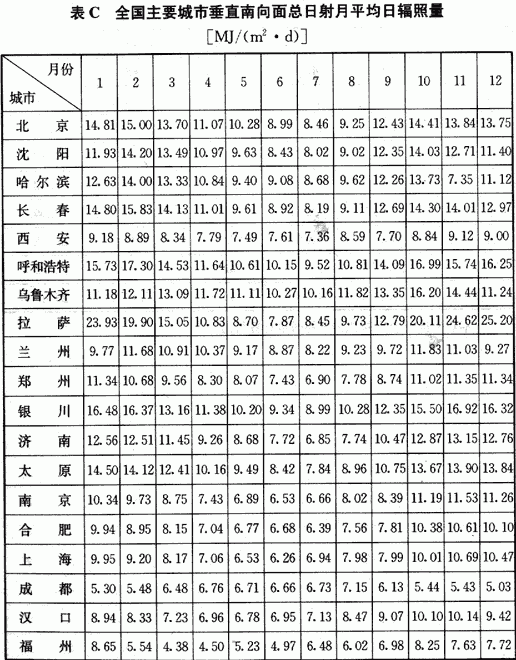 表C 全国主要城市垂直南向面总日射月平均日辐照量
[MJ/(m²·d)]
月份 城市 1 2 3 4 5 6 7 8 9 10 11 12
北京 14.81 15.00 13.70 11.07 10.28 8.99 8.46 9.25 12.43 14.41 13.84 13.75
沈阳 11.93 14.20 13.49 10.97 9.63 8.43 8.02 9.02 12.35 14.03 12.71 11.40
哈尔滨 12.63 14.00 13.33 10.84 9.40 9.08 8.68 9.62 12.26 13.73 7.35 11.12
长春 14.80 15.83 14.13 11.01 9.61 8.92 8.19 9.11 12.69 14.30 14.01 12.97
西安 9.18 8.89 8.34 7.79 7.49 7.61 7.36 8.59 7.70 8.84 9.12 9.00
呼和浩特 15.73 17.30 14.53 11.64 10.61 10.15 9.52 10.81 14.09 16.99 15.74 16.25
乌鲁木齐 11.18 12.11 13.09 11.72 11.11 10.27 10.16 11.82 13.35 16.20 14.44 11.24
拉萨 23.93 19.90 15.05 10.83 8.70 7.87 8.45 9.73 12.79 20.11 24.62 25.20
兰州 9.77 11.68 10.91 10.37 9.17 8.87 8.22 9.23 9.72 11.83 11.03 9.27
郑州 11.34 10.68 9.56 8.30 8.07 7.43 6.90 7.78 8.74 11.02 11.35 11.34
银川 16.48 16.37 13.16 11.38 10.20 9.34 8.99 10.28 12.35 15.50 16.92 16.32
济南 12.56 12.51 11.45 9.26 8.68 7.72 6.85 7.74 10.47 12.87 13.15 12.76
太原 14.50 14.12 12.41 10.16 9.49 8.42 7.84 8.96 10.75 13.67 13.90 13.84
南京 10.34 9.73 8.75 7.43 6.89 6.53 6.66 8.02 8.39 11.19 11.53 11.26
合肥 9.94 8.95 8.15 7.04 6.77 6.68 6.39 7.56 7.81 10.38 10.61 10.10
上海 9.95 9.20 8.17 7.06 6.53 6.26 6.94 7.98 7.99 10.01 10.69 10.47
成都 5.30 5.48 6.48 6.76 6.71 6.66 6.73 7.15 6.13 5.44 5.43 5.03
汉口 8.94 8.33 7.23 6.96 6.78 6.95 7.13 8.47 9.07 10.10 10.14 9.42
福州 8.65 5.54 4.38 4.50 5.23 4.97 6.48 6.02 6.98 8.25 7.63 7.72